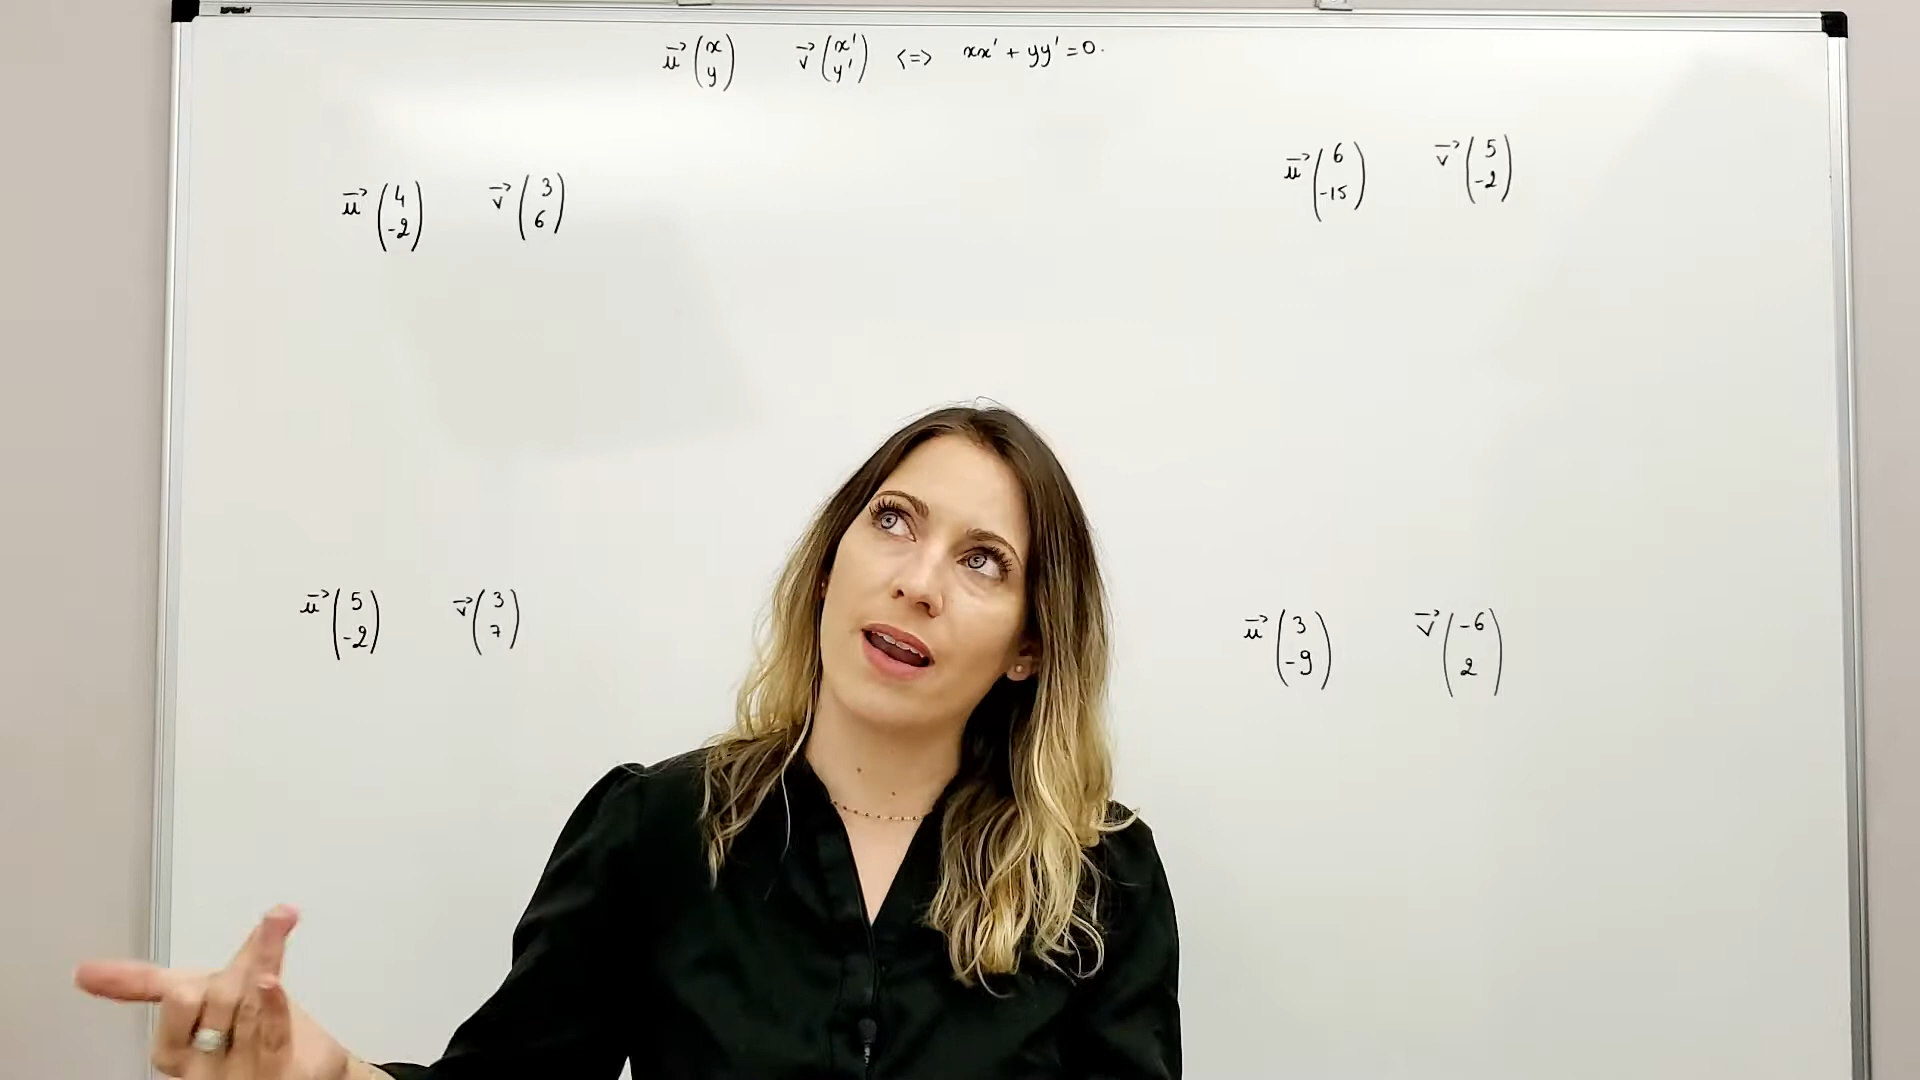 u⃗ (x y) v⃗ (x' y') <=> xx' + yy' = 0.
u⃗ (4 -2) v⃗ (3 6)
u⃗ (6 -15) v⃗ (5 -2)
u⃗ (5 -2) v⃗ (3 7)
u⃗ (3 -9) v⃗ (-6 2)